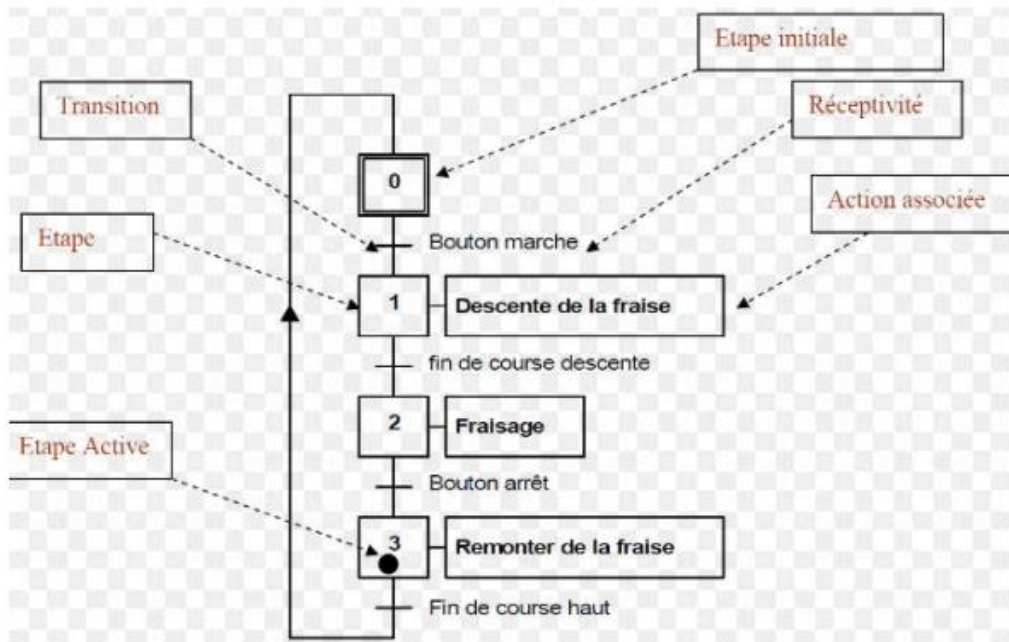 Etape initiale
Transition
Réceptivité
0
Action associée
Etape
Bouton marche
1
Descente de la fraise
fin de course descente
2
Fraisage
Etape Active
Bouton arrêt
3
Remonter de la fraise
Fin de course haut